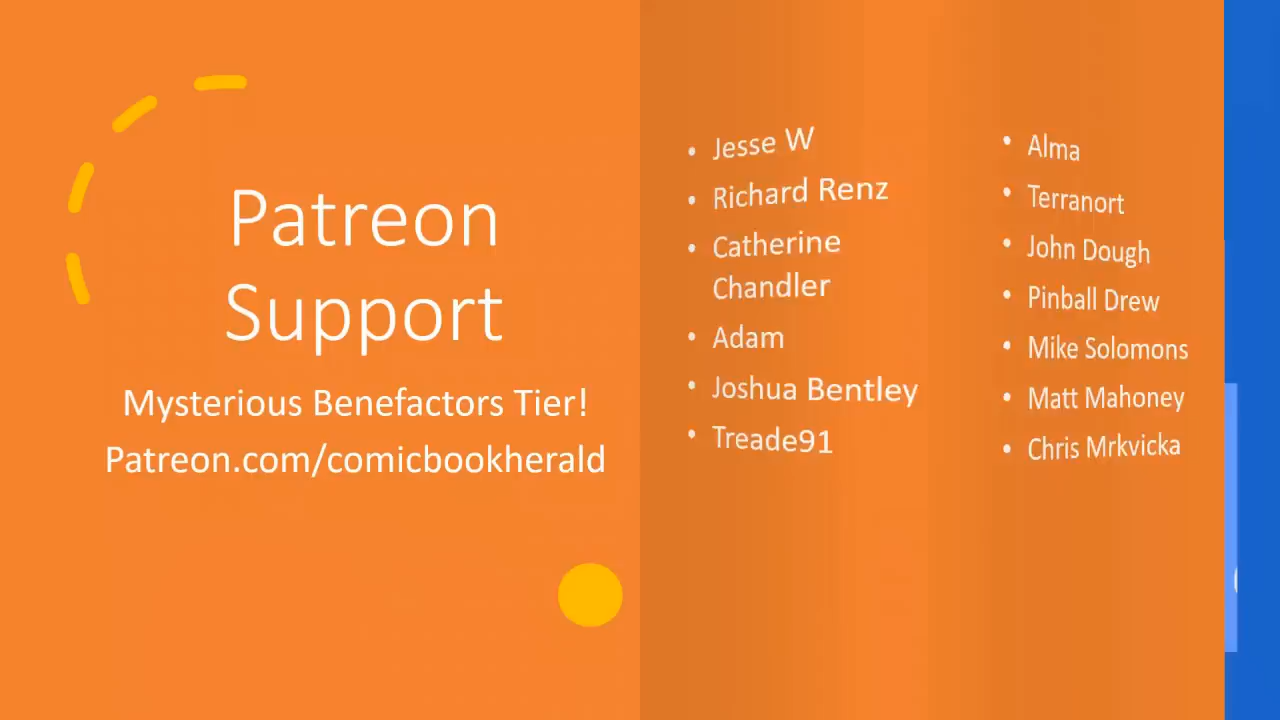 Patreon
Support
Mysterious Benefactors Tier!
Patreon.com/comicbookherald
• Jesse W
• Richard Renz
• Catherine
Chandler
• Adam
• Joshua Bentley
• Treade91
• Alma
• Terranort
• John Dough
• Pinball Drew
• Mike Solomons
• Matt Mahoney
• Chris Mrkvicka